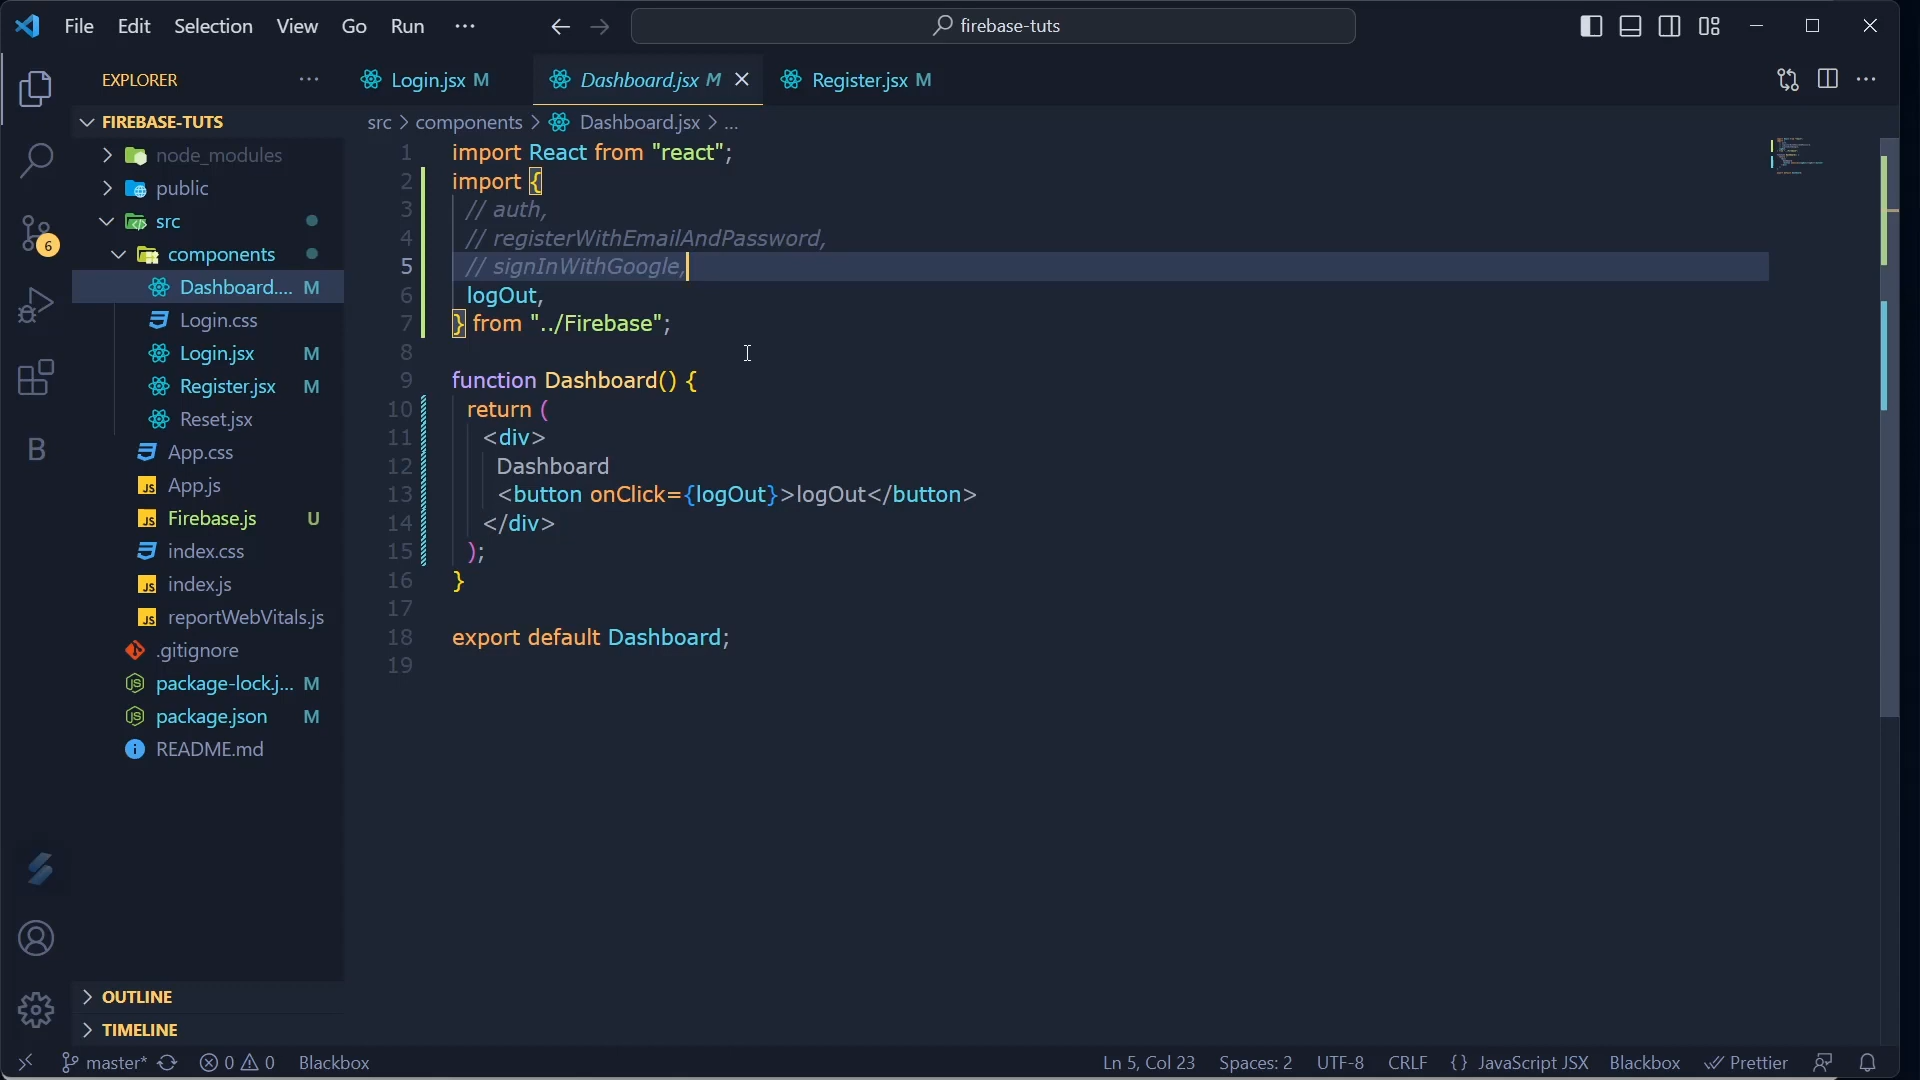 File Edit Selection View Go Run ···
firebase-tuts
EXPLORER ···
Login.jsx M
Dashboard.jsx M
Register.jsx M
FIREBASE-TUTS
src > components > Dashboard.jsx > ...
node_modules
public
src
components
Dashboard.... M
Login.css
Login.jsx M
Register.jsx M
Reset.jsx
App.css
JS App.js
JS Firebase.js U
index.css
JS index.js
JS reportWebVitals.js
.gitignore
package-lock.j... M
package.json M
README.md
OUTLINE
TIMELINE
6
B
1 import React from "react";
2 import {
3 // auth,
4 // registerWithEmailAndPassword,
5 // signInWithGoogle,
6 logOut,
7 } from "../Firebase";
8
9 function Dashboard() {
10 return (
11 <div>
12 Dashboard
13 <button onClick={logOut}>logOut</button>
14 </div>
15 );
16 }
17
18 export default Dashboard;
19
master* 0 0 Blackbox
Ln 5, Col 23 Spaces: 2 UTF-8 CRLF {} JavaScript JSX Blackbox Prettier